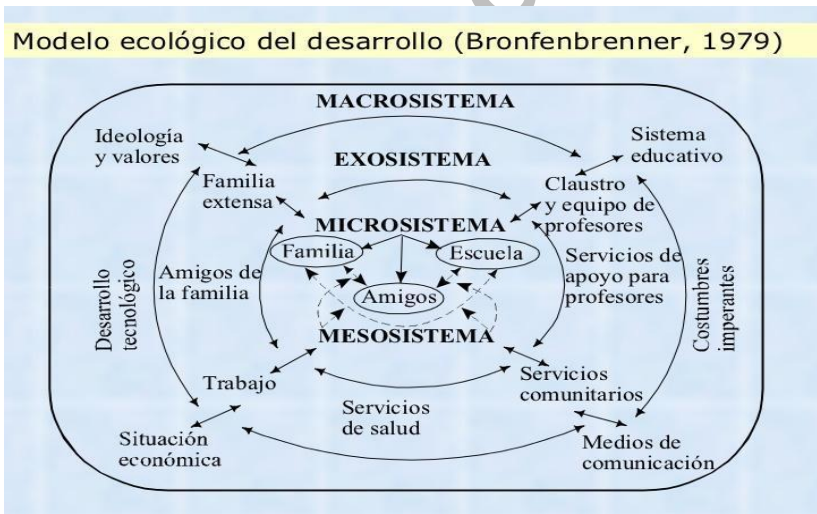 Modelo ecológico del desarrollo (Bronfenbrenner, 1979)
MACROSISTEMA
Ideología
y valores
Sistema
educativo
EXOSISTEMA
Familia
extensa
Claustro
y equipo de
profesores
MICROSISTEMA
Familia
Escuela
Amigos
Amigos de
la familia
Servicios de
apoyo para
profesores
Desarrollo
tecnológico
Costumbres
imperantes
MESOSISTEMA
Trabajo
Servicios
comunitarios
Servicios
de salud
Situación
económica
Medios de
comunicación